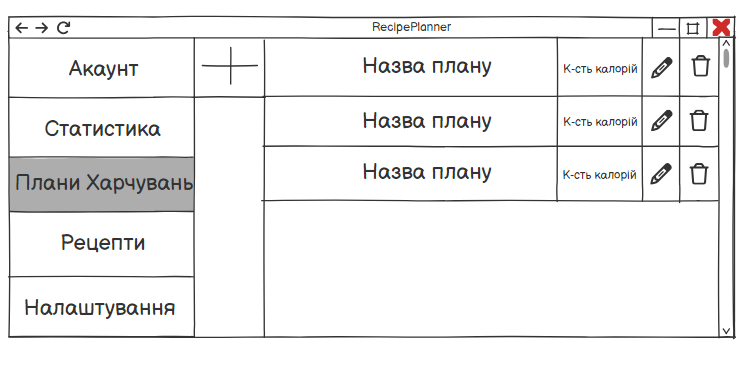 RecipePlanner
Акаунт
Статистика
Плани Харчувань
Рецепти
Налаштування
Назва плану
К-сть калорій
Назва плану
К-сть калорій
Назва плану
К-сть калорій